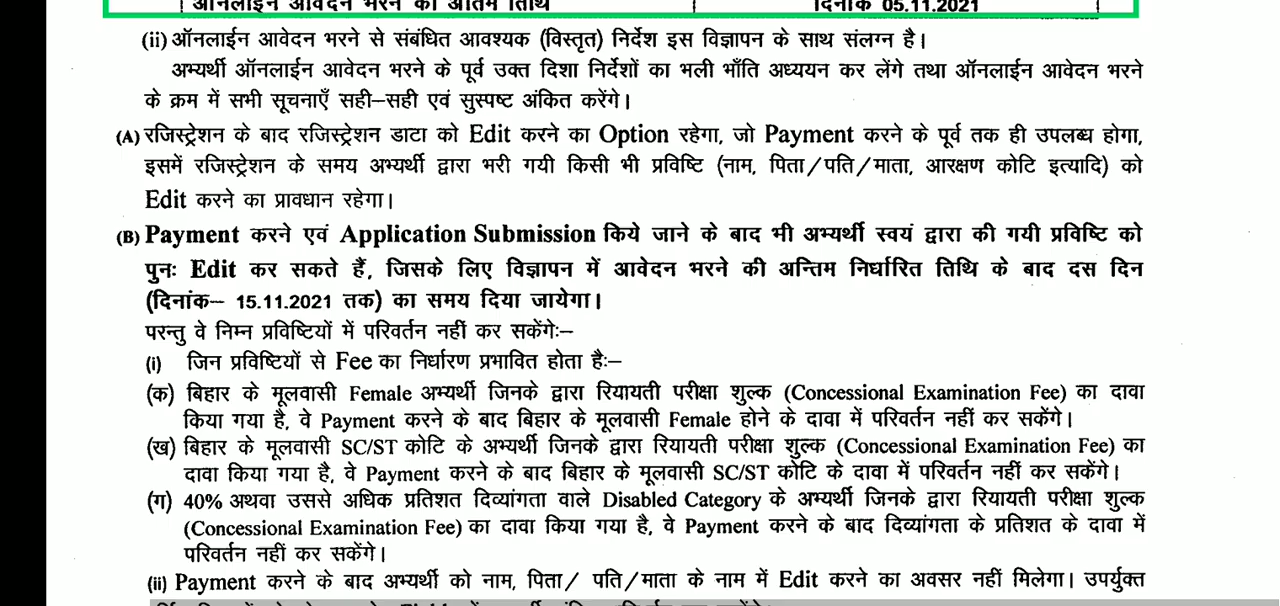 ऑनलाईन आवेदन भरने की अंतिम तिथि दिनांक 05.11.2021
(ii) ऑनलाईन आवेदन भरने से संबंधित आवश्यक (विस्तृत) निर्देश इस विज्ञापन के साथ संलग्न है।
अभ्यर्थी ऑनलाईन आवेदन भरने के पूर्व उक्त दिशा निर्देशों का भली भाँति अध्ययन कर लेंगे तथा ऑनलाईन आवेदन भरने
के क्रम में सभी सूचनाएँ सही–सही एवं सुस्पष्ट अंकित करेंगे।
(A) रजिस्ट्रेशन के बाद रजिस्ट्रेशन डाटा को Edit करने का Option रहेगा, जो Payment करने के पूर्व तक ही उपलब्ध होगा,
इसमें रजिस्ट्रेशन के समय अभ्यर्थी द्वारा भरी गयी किसी भी प्रविष्टि (नाम, पिता/पति/माता, आरक्षण कोटि इत्यादि) को
Edit करने का प्रावधान रहेगा।
(B) Payment करने एवं Application Submission किये जाने के बाद भी अभ्यर्थी स्वयं द्वारा की गयी प्रविष्टि को
पुनः Edit कर सकते हैं, जिसके लिए विज्ञापन में आवेदन भरने की अन्तिम निर्धारित तिथि के बाद दस दिन
(दिनांक– 15.11.2021 तक) का समय दिया जायेगा।
परन्तु वे निम्न प्रविष्टियों में परिवर्तन नहीं कर सकेंगेः–
(i) जिन प्रविष्टियों से Fee का निर्धारण प्रभावित होता हैः–
(क) बिहार के मूलवासी Female अभ्यर्थी जिनके द्वारा रियायती परीक्षा शुल्क (Concessional Examination Fee) का दावा
किया गया है, वे Payment करने के बाद बिहार के मूलवासी Female होने के दावा में परिवर्तन नहीं कर सकेंगे।
(ख) बिहार के मूलवासी SC/ST कोटि के अभ्यर्थी जिनके द्वारा रियायती परीक्षा शुल्क (Concessional Examination Fee) का
दावा किया गया है, वे Payment करने के बाद बिहार के मूलवासी SC/ST कोटि के दावा में परिवर्तन नहीं कर सकेंगे।
(ग) 40% अथवा उससे अधिक प्रतिशत दिव्यांगता वाले Disabled Category के अभ्यर्थी जिनके द्वारा रियायती परीक्षा शुल्क
(Concessional Examination Fee) का दावा किया गया है, वे Payment करने के बाद दिव्यांगता के प्रतिशत के दावा में
परिवर्तन नहीं कर सकेंगे।
(ii) Payment करने के बाद अभ्यर्थी को नाम, पिता/ पति/माता के नाम में Edit करने का अवसर नहीं मिलेगा। उपर्युक्त